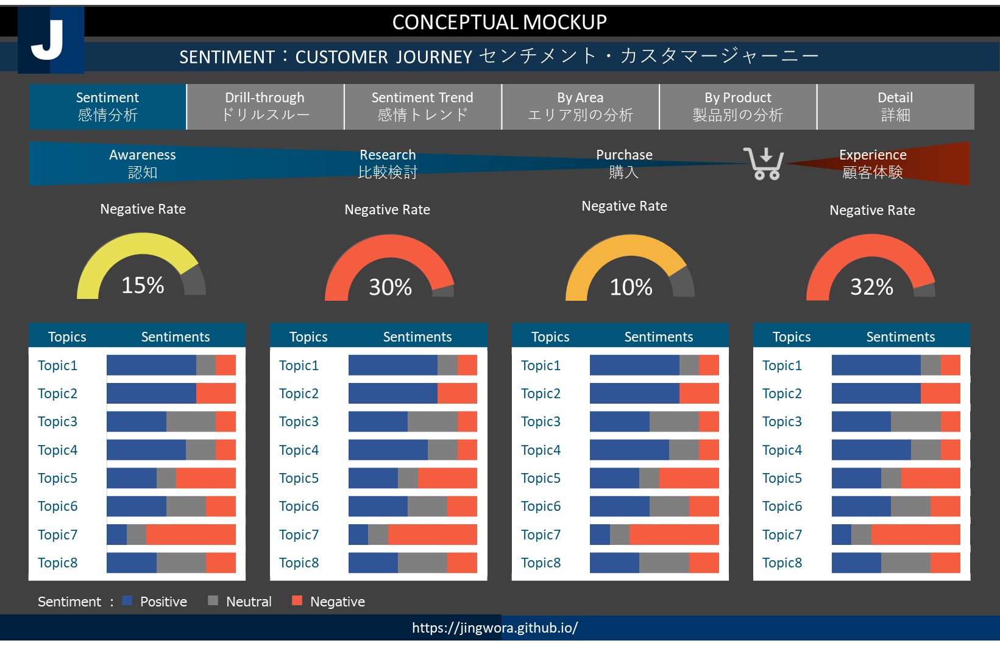 CONCEPTUAL MOCKUP
J
SENTIMENT：CUSTOMER JOURNEY センチメント・カスタマージャーニー
Sentiment
感情分析
Drill-through
ドリルスルー
Sentiment Trend
感情トレンド
By Area
エリア別の分析
By Product
製品別の分析
Detail
詳細
Awareness
認知
Research
比較検討
Purchase
購入
Experience
顧客体験
Negative Rate
15%
Negative Rate
30%
Negative Rate
10%
Negative Rate
32%
Topics Sentiments
Topic1
Topic2
Topic3
Topic4
Topic5
Topic6
Topic7
Topic8
Topics Sentiments
Topic1
Topic2
Topic3
Topic4
Topic5
Topic6
Topic7
Topic8
Topics Sentiments
Topic1
Topic2
Topic3
Topic4
Topic5
Topic6
Topic7
Topic8
Topics Sentiments
Topic1
Topic2
Topic3
Topic4
Topic5
Topic6
Topic7
Topic8
Sentiment : Positive Neutral Negative
https://jingwora.github.io/